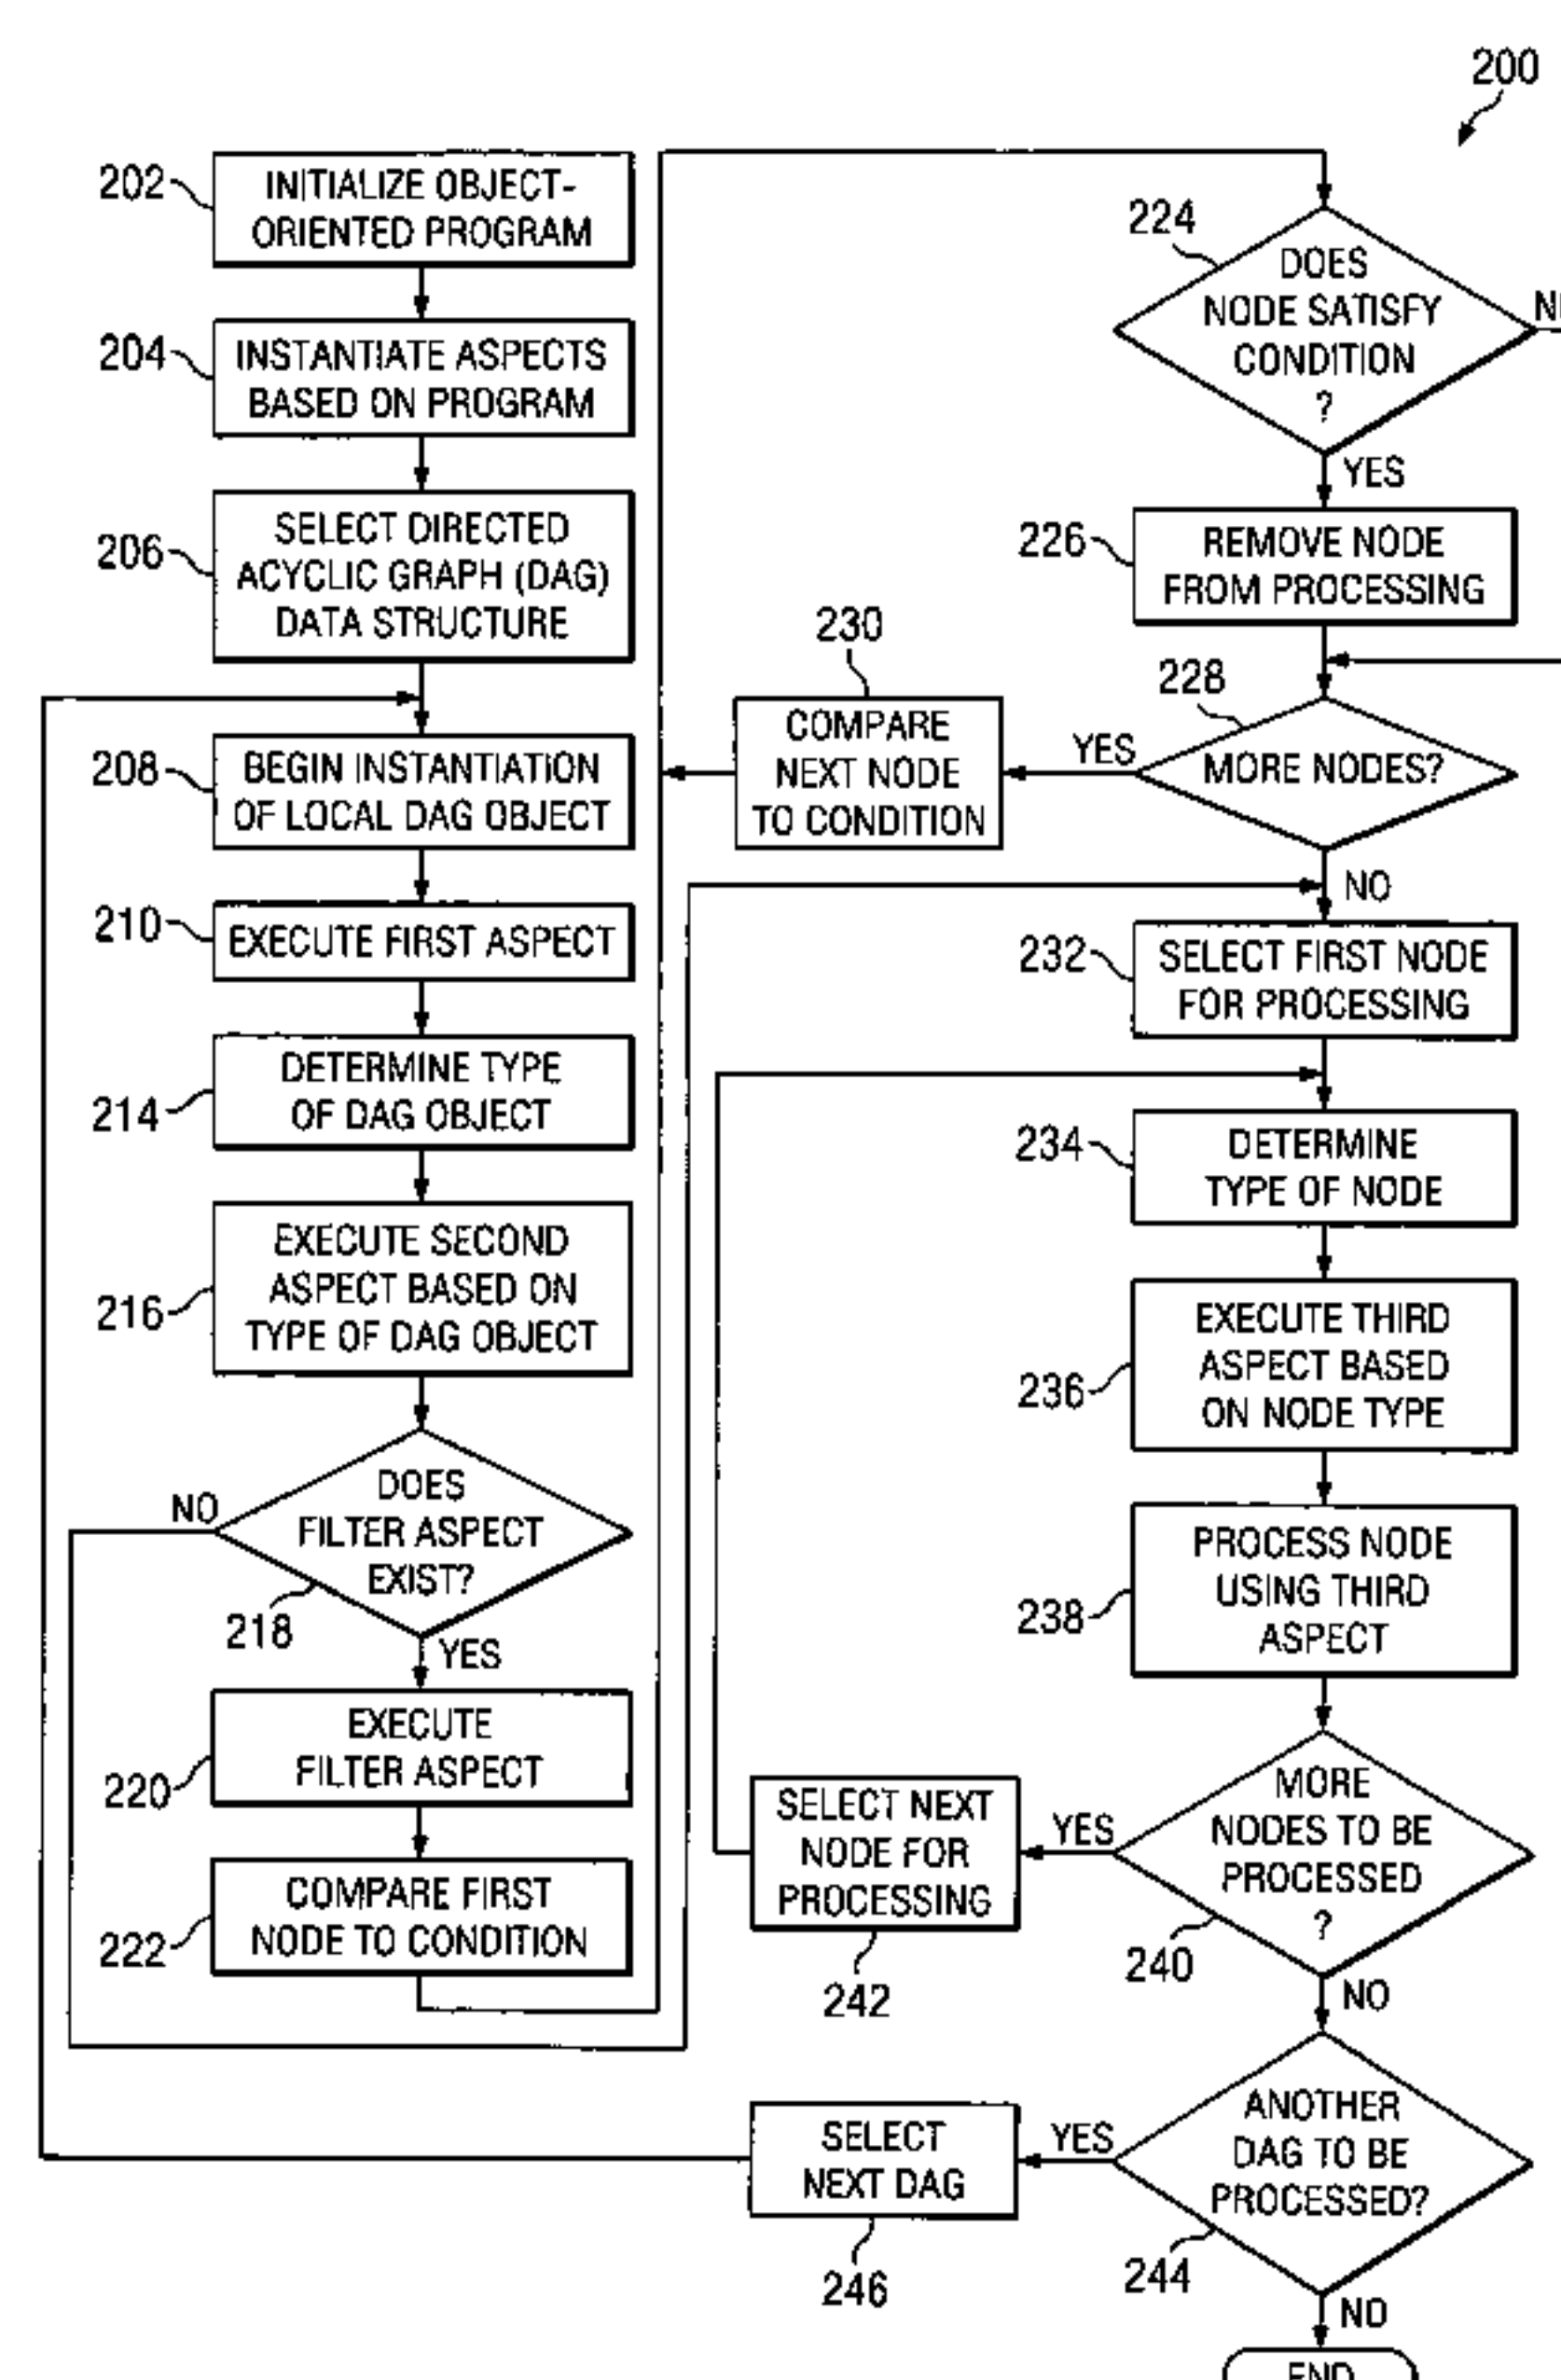 200
202
INITIALIZE OBJECT-
ORIENTED PROGRAM
204
INSTANTIATE ASPECTS
BASED ON PROGRAM
206
SELECT DIRECTED
ACYCLIC GRAPH (DAG)
DATA STRUCTURE
208
BEGIN INSTANTIATION
OF LOCAL DAG OBJECT
210
EXECUTE FIRST ASPECT
214
DETERMINE TYPE
OF DAG OBJECT
216
EXECUTE SECOND
ASPECT BASED ON
TYPE OF DAG OBJECT
NO
DOES
FILTER ASPECT
EXIST?
218
YES
220
EXECUTE
FILTER ASPECT
222
COMPARE FIRST
NODE TO CONDITION
224
DOES
NODE SATISFY
CONDITION
?
YES
226
REMOVE NODE
FROM PROCESSING
228
MORE NODES?
YES
230
COMPARE
NEXT NODE
TO CONDITION
NO
232
SELECT FIRST NODE
FOR PROCESSING
234
DETERMINE
TYPE OF NODE
236
EXECUTE THIRD
ASPECT BASED
ON NODE TYPE
238
PROCESS NODE
USING THIRD
ASPECT
MORE
NODES TO BE
PROCESSED
?
240
YES
SELECT NEXT
NODE FOR
PROCESSING
242
NO
ANOTHER
DAG TO BE
PROCESSED?
244
YES
SELECT
NEXT DAG
246
NO
END